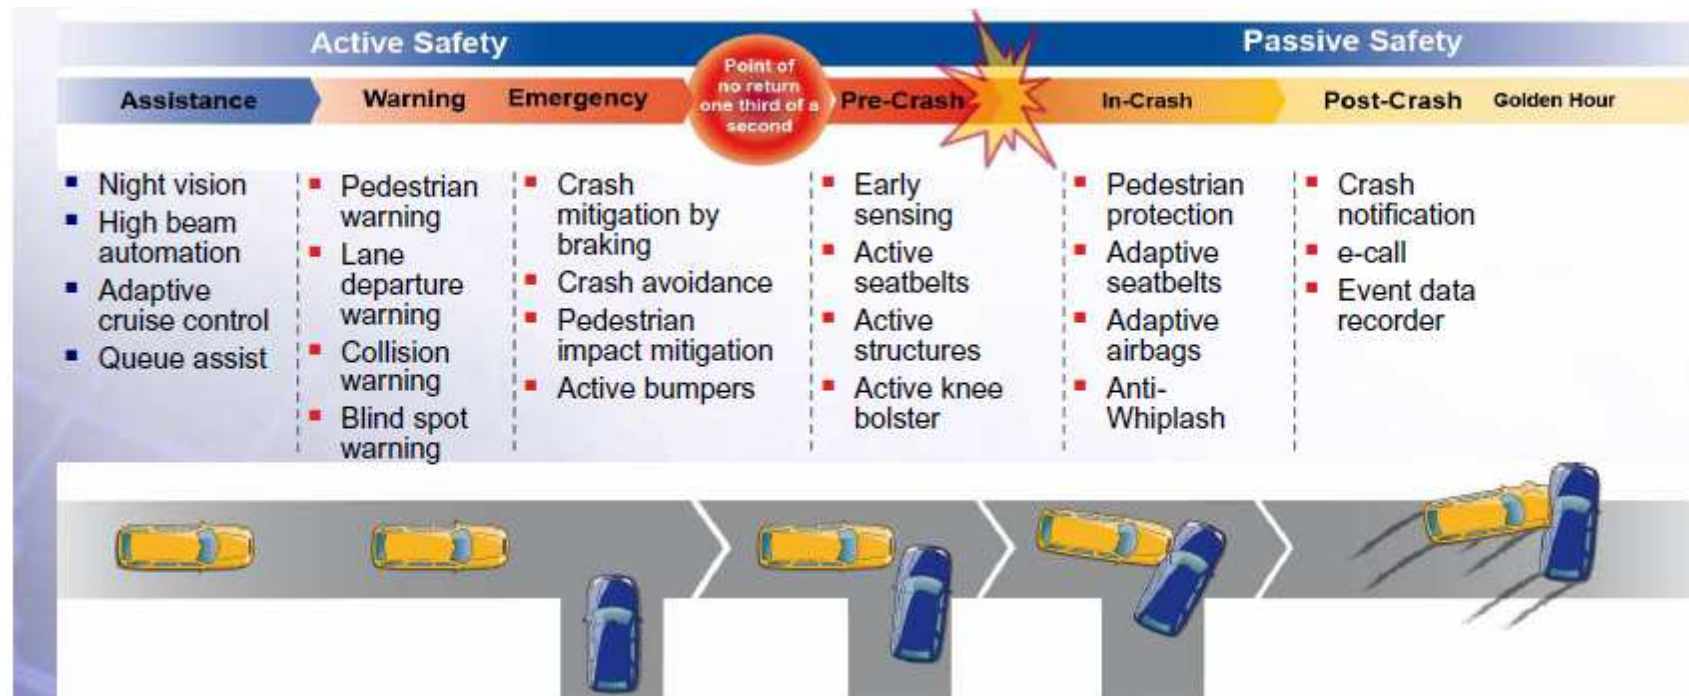 Active Safety
Passive Safety
Assistance
Warning
Emergency
Point of
no return
one third of a
second
Pre-Crash
In-Crash
Post-Crash
Golden Hour
Night vision
High beam
automation
Adaptive
cruise control
Queue assist
Pedestrian
warning
Lane
departure
warning
Collision
warning
Blind spot
warning
Crash
mitigation by
braking
Crash avoidance
Pedestrian
impact mitigation
Active bumpers
Early
sensing
Active
seatbelts
Active
structures
Active knee
bolster
Pedestrian
protection
Adaptive
seatbelts
Adaptive
airbags
Anti-
Whiplash
Crash
notification
e-call
Event data
recorder